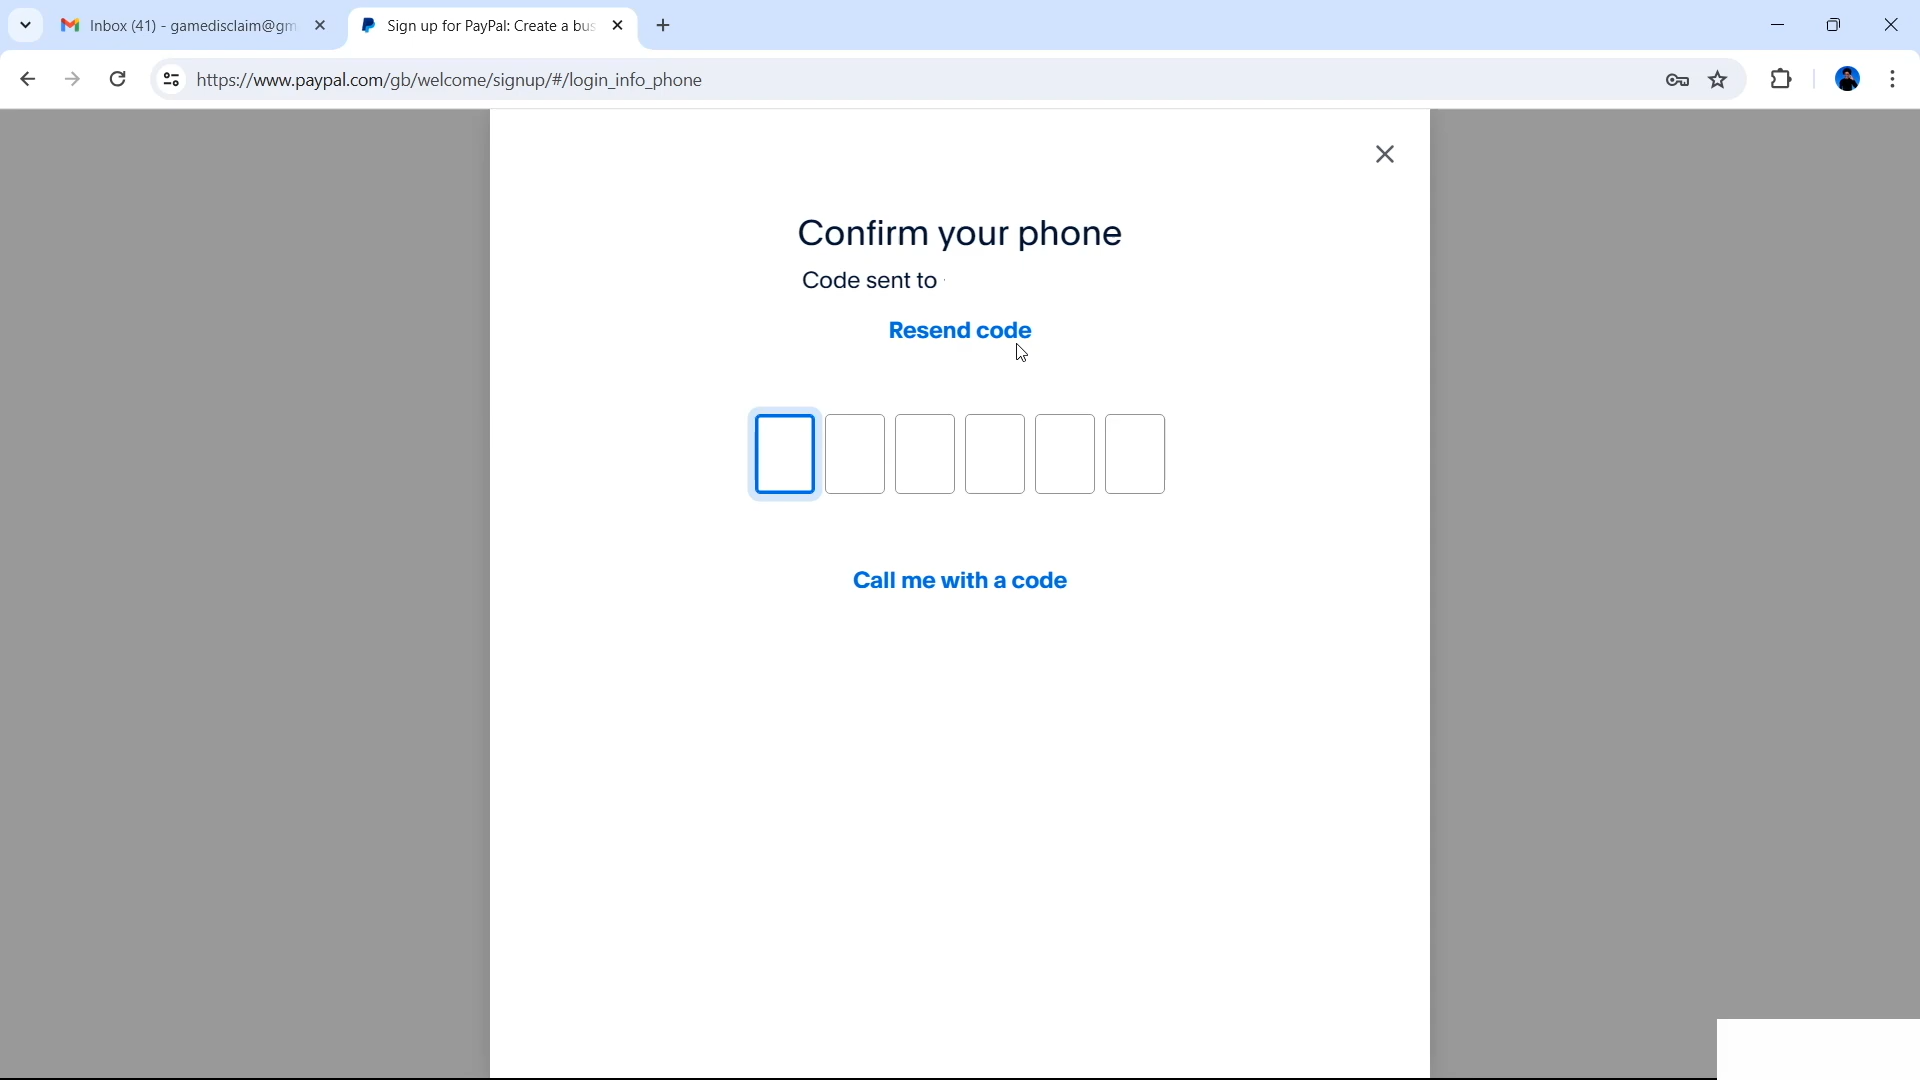 Inbox (41) - gamedisclaim@gm
Sign up for PayPal: Create a bus
https://www.paypal.com/gb/welcome/signup/#/login_info_phone
Confirm your phone
Code sent to
Resend code
Call me with a code